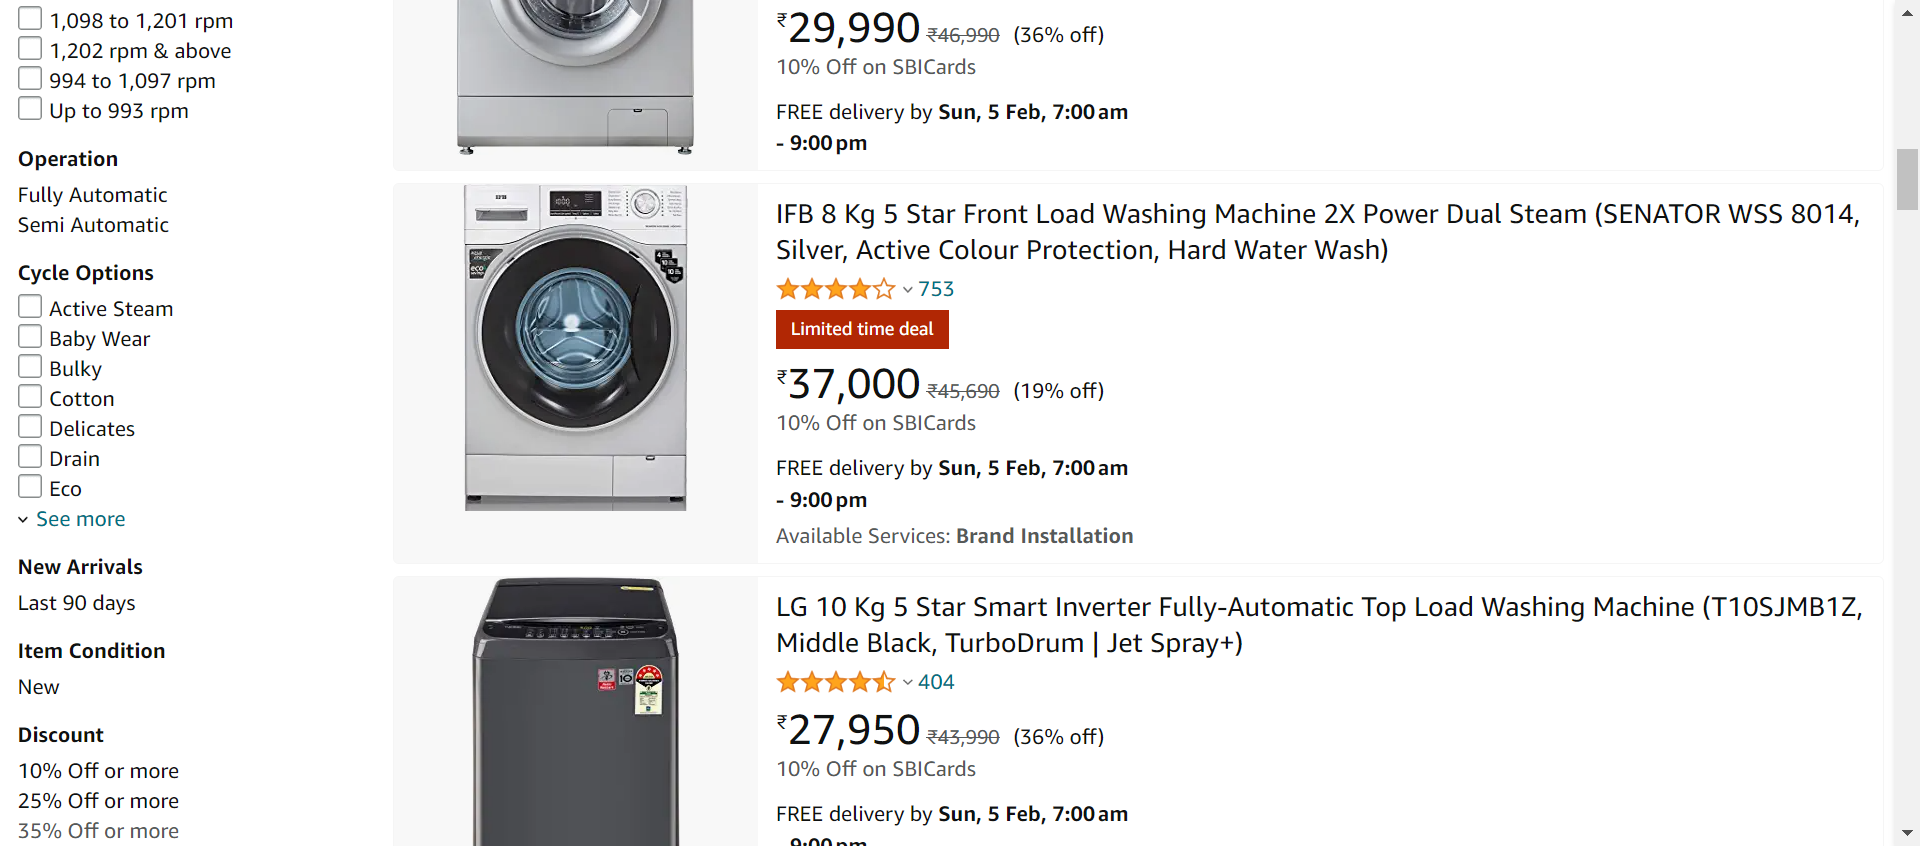 1,098 to 1,201 rpm
1,202 rpm & above
994 to 1,097 rpm
Up to 993 rpm
Operation
Fully Automatic
Semi Automatic
Cycle Options
Active Steam
Baby Wear
Bulky
Cotton
Delicates
Drain
Eco
See more
New Arrivals
Last 90 days
Item Condition
New
Discount
10% Off or more
25% Off or more
35% Off or more
₹29,990 ₹46,990 (36% off)
10% Off on SBICards
FREE delivery by Sun, 5 Feb, 7:00 am
- 9:00 pm
IFB
IFB 8 Kg 5 Star Front Load Washing Machine 2X Power Dual Steam (SENATOR WSS 8014,
Silver, Active Colour Protection, Hard Water Wash)
753
Limited time deal
₹37,000 ₹45,690 (19% off)
10% Off on SBICards
FREE delivery by Sun, 5 Feb, 7:00 am
- 9:00 pm
Available Services: Brand Installation
LG 10 Kg 5 Star Smart Inverter Fully-Automatic Top Load Washing Machine (T10SJMB1Z,
Middle Black, TurboDrum | Jet Spray+)
404
₹27,950 ₹43,990 (36% off)
10% Off on SBICards
FREE delivery by Sun, 5 Feb, 7:00 am
- 9:00 pm